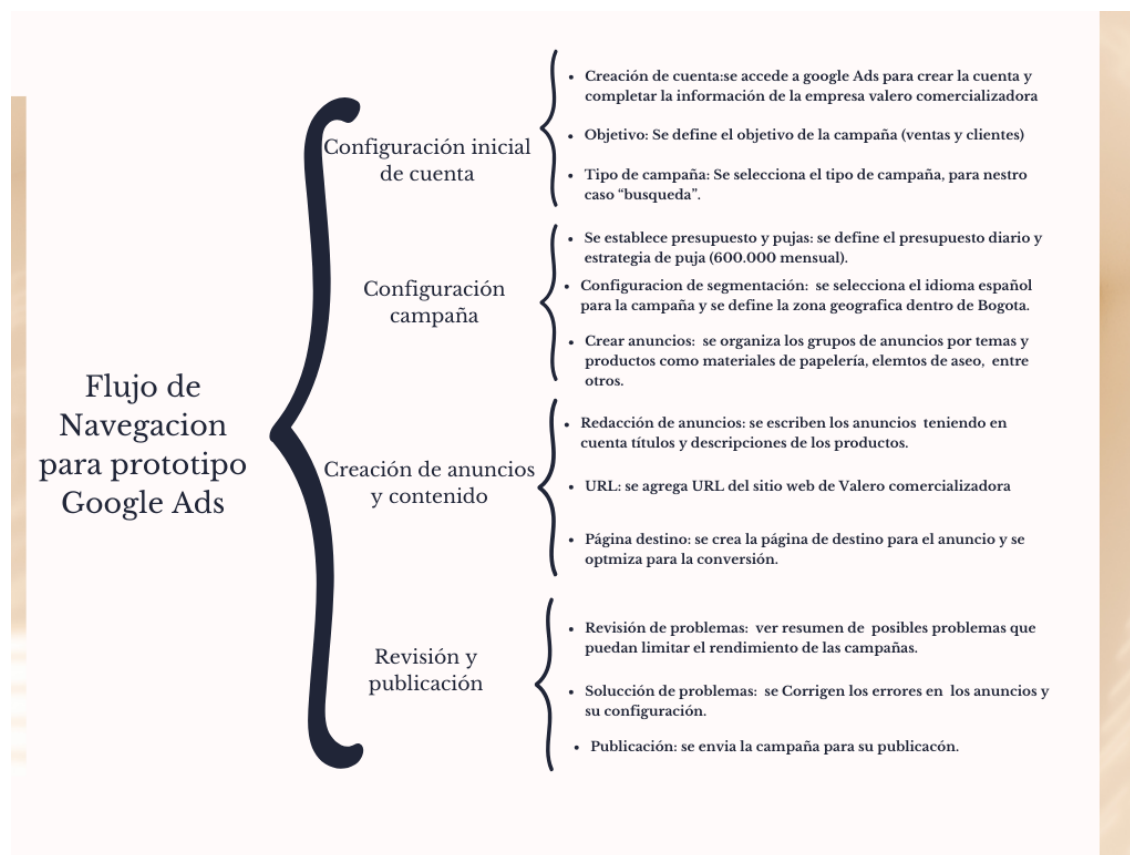 Flujo de
Navegacion
para prototipo
Google Ads
Configuración inicial
de cuenta
Creación de cuenta:se accede a google Ads para crear la cuenta y
completar la información de la empresa valero comercializadora
Objetivo: Se define el objetivo de la campaña (ventas y clientes)
Tipo de campaña: Se selecciona el tipo de campaña, para nestro
caso “busqueda”.
Configuración
campaña
Se establece presupuesto y pujas: se define el presupuesto diario y
estrategia de puja (600.000 mensual).
Configuracion de segmentación:  se selecciona el idioma español
para la campaña y se define la zona geografica dentro de Bogota.
Crear anuncios:  se organiza los grupos de anuncios por temas y
productos como materiales de papelería, elemtos de aseo,  entre
otros.
Creación de anuncios
y contenido
Redacción de anuncios: se escriben los anuncios  teniendo en
cuenta títulos y descripciones de los productos.
URL: se agrega URL del sitio web de Valero comercializadora
Página destino: se crea la página de destino para el anuncio y se
optmiza para la conversión.
Revisión y
publicación
Revisión de problemas:  ver resumen de  posibles problemas que
puedan limitar el rendimiento de las campañas.
Solucción de problemas:  se Corrigen los errores en  los anuncios y
su configuración.
Publicación: se envia la campaña para su publicacón.